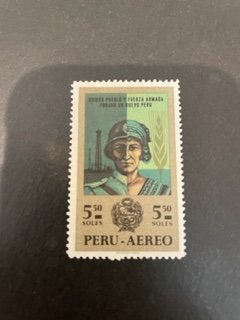 UNIDOS PUEBLO Y FUERZA ARMADA
FORJAN UN NUEVO PERU
5.50 5.50
SOLES SOLES
PERU-AEREO